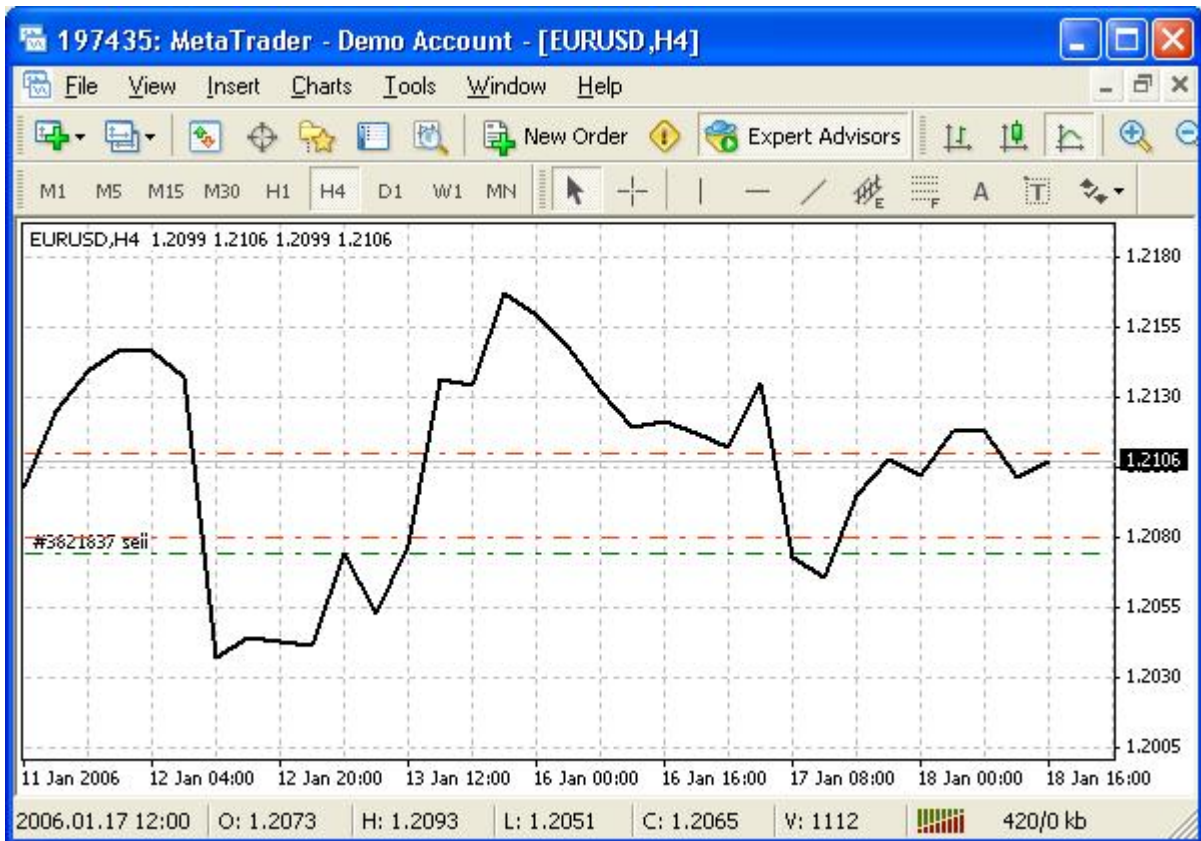 197435: MetaTrader - Demo Account - [EURUSD,H4]
File View Insert Charts Tools Window Help
New Order Expert Advisors
M1 M5 M15 M30 H1 H4 D1 W1 MN E F A T
EURUSD,H4 1.2099 1.2106 1.2099 1.2106
1.2180
1.2155
1.2130
1.2106
#3821837 sell
1.2080
1.2055
1.2030
1.2005
11 Jan 2006 12 Jan 04:00 12 Jan 20:00 13 Jan 12:00 16 Jan 00:00 16 Jan 16:00 17 Jan 08:00 18 Jan 00:00 18 Jan 16:00
2006.01.17 12:00 O: 1.2073 H: 1.2093 L: 1.2051 C: 1.2065 V: 1112 420/0 kb